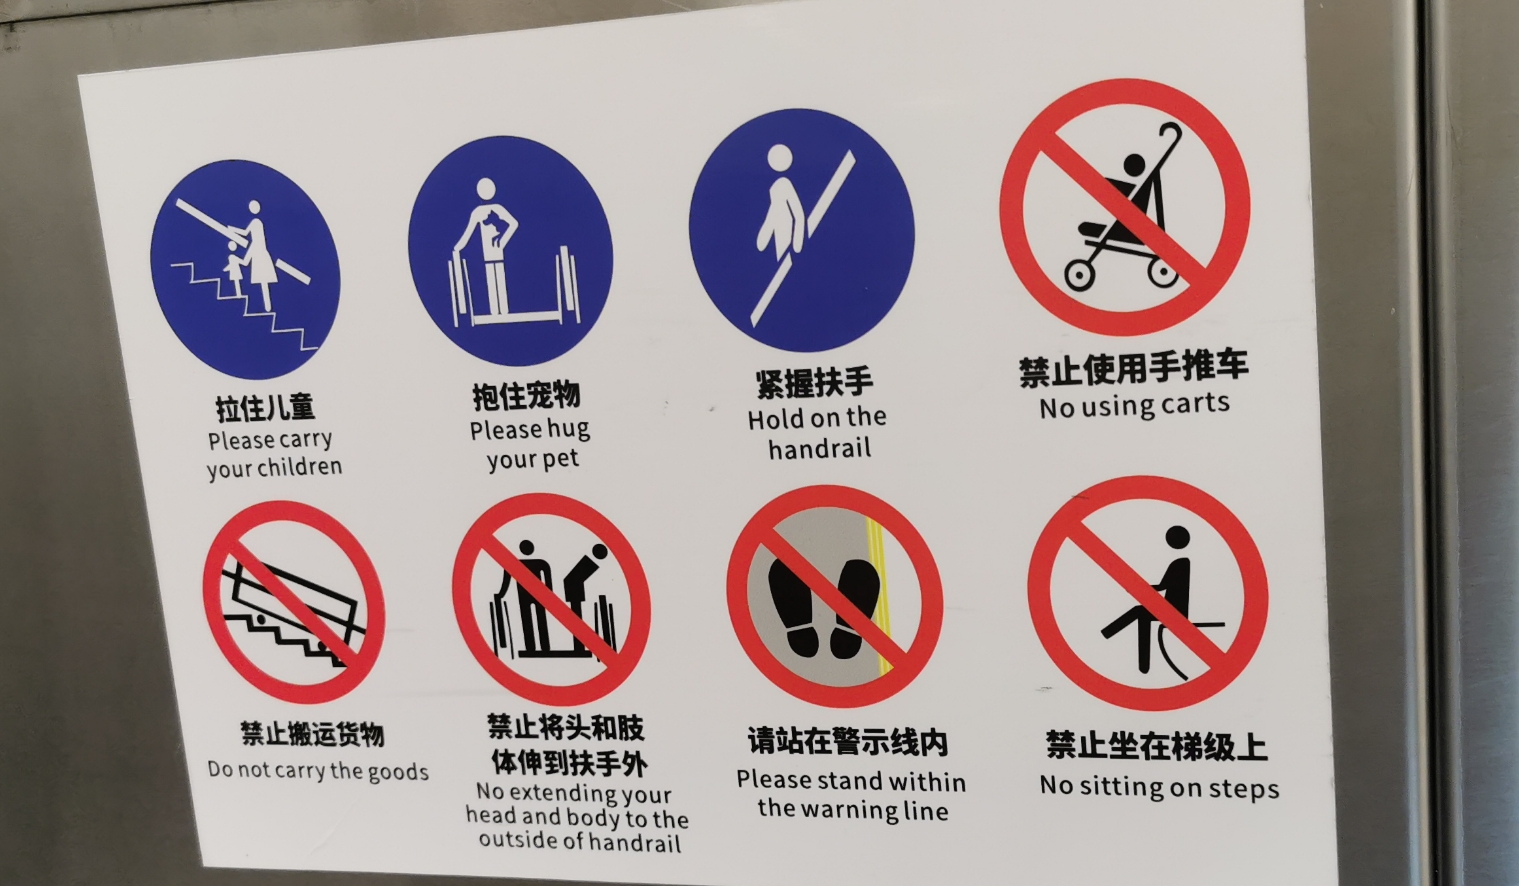 拉住儿童
Please carry
your children
抱住宠物
Please hug
your pet
紧握扶手
Hold on the
handrail
禁止使用手推车
No using carts
禁止搬运货物
Do not carry the goods
禁止将头和肢
体伸到扶手外
No extending your
head and body to the
outside of handrail
请站在警示线内
Please stand within
the warning line
禁止坐在梯级上
No sitting on steps